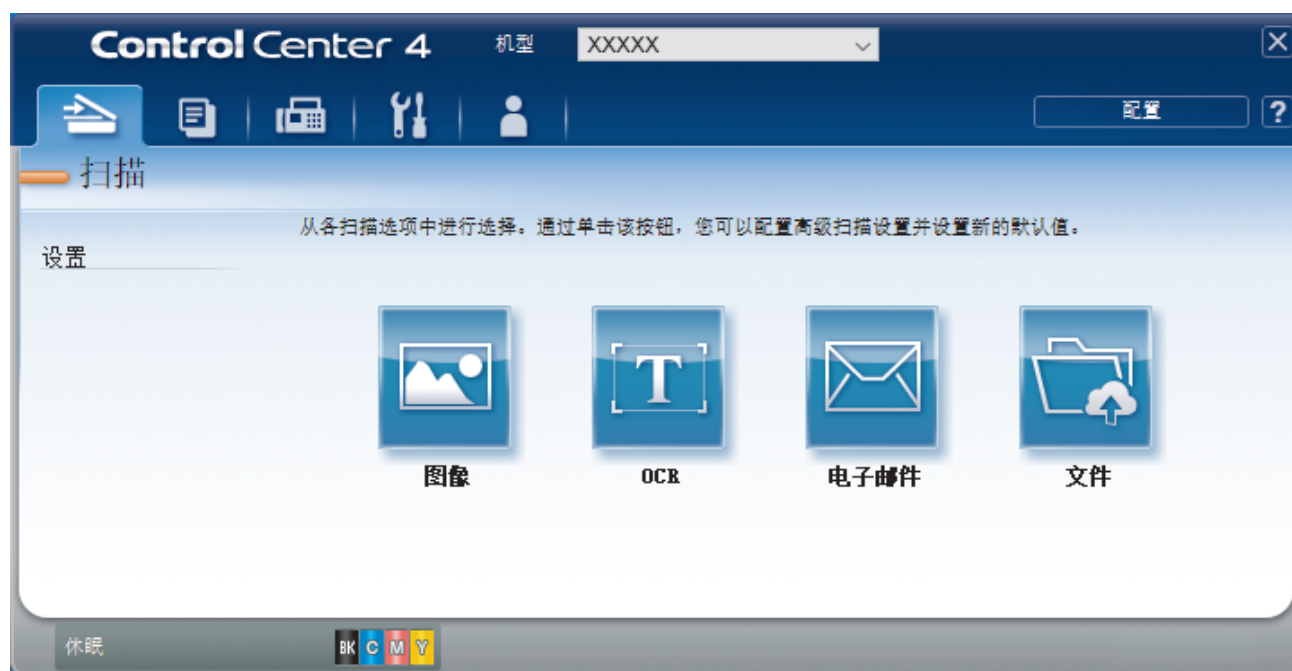 ControlCenter 4 机型 XXXXX
配置 ?
扫描
从各扫描选项中进行选择。通过单击该按钮，您可以配置高级扫描设置并设置新的默认值。
设置
T
图像 OCR 电子邮件 文件
休眠 BK C M Y